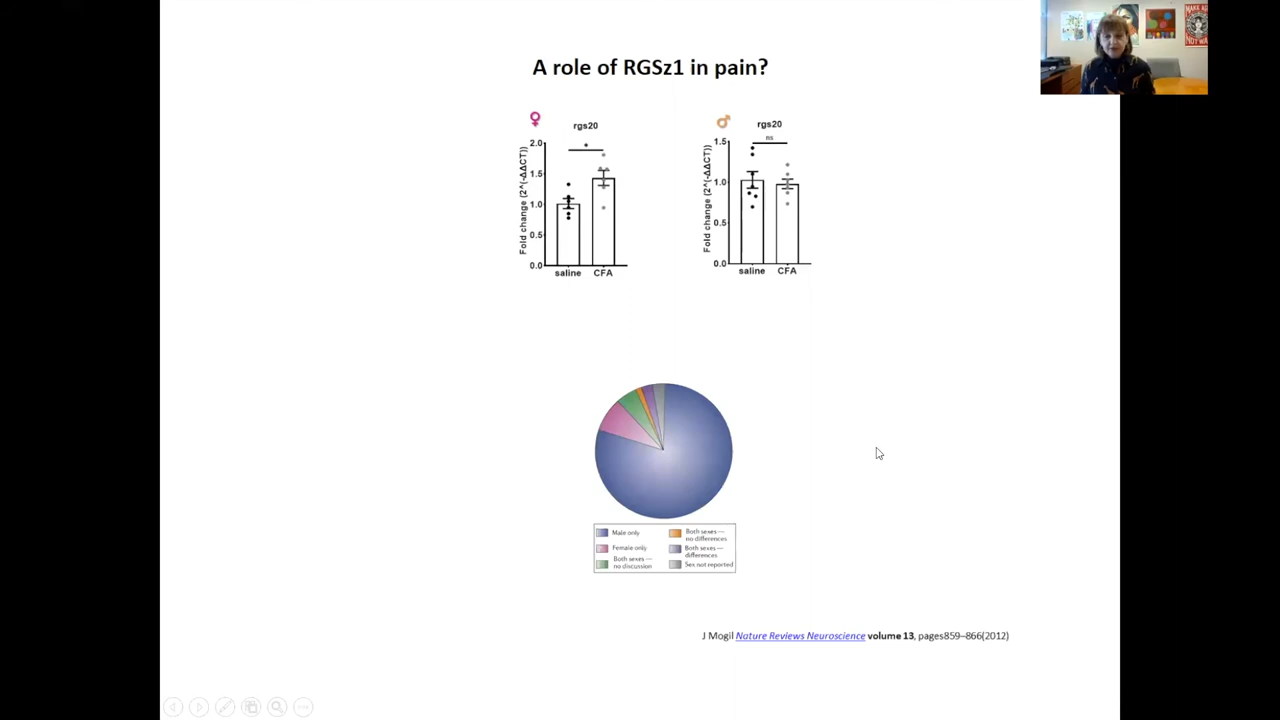 A role of RGSz1 in pain?
♀
rgs20
*
Fold change (2^(-ΔΔCT))
2.0
1.5
1.0
0.5
0.0
saline CFA
♂
rgs20
ns
Fold change (2^(-ΔΔCT))
1.5
1.0
0.5
0.0
saline CFA
Male only
Female only
Both sexes —
no discussion
Both sexes —
no differences
Both sexes —
differences
Sex not reported
J Mogil Nature Reviews Neuroscience volume 13, pages859–866(2012)